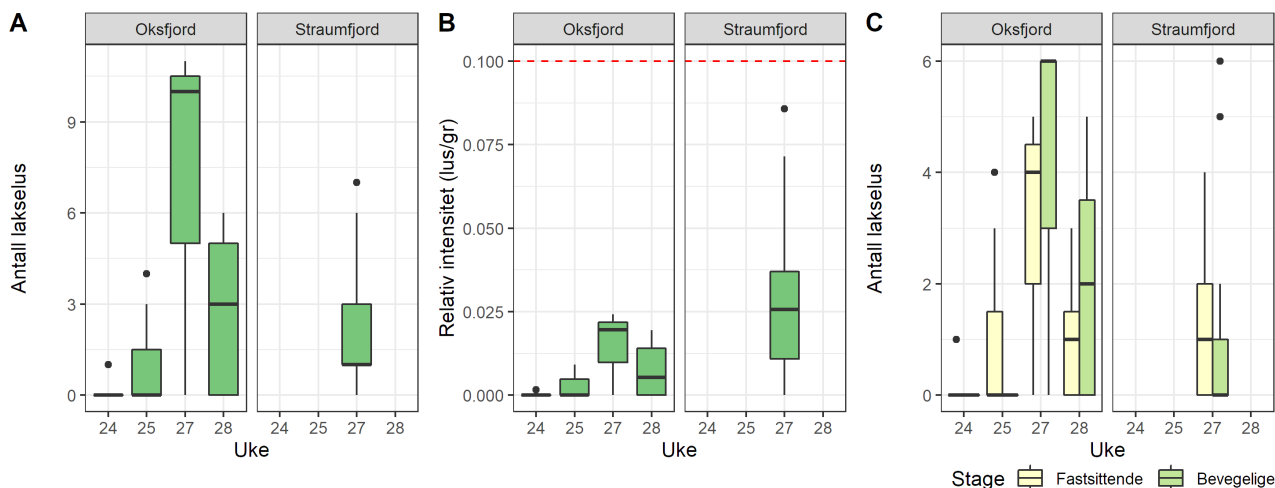 A
Oksfjord
Straumfjord
Antall lakselus
9
6
3
0
24
25
27
28
24
25
27
28
Uke
B
Oksfjord
Straumfjord
Relativ intensitet (lus/gr)
0.100
0.075
0.050
0.025
0.000
24
25
27
28
24
25
27
28
Uke
C
Oksfjord
Straumfjord
Antall lakselus
6
4
2
0
24
25
27
28
24
25
27
28
Uke
Stage Fastsittende Bevegelige